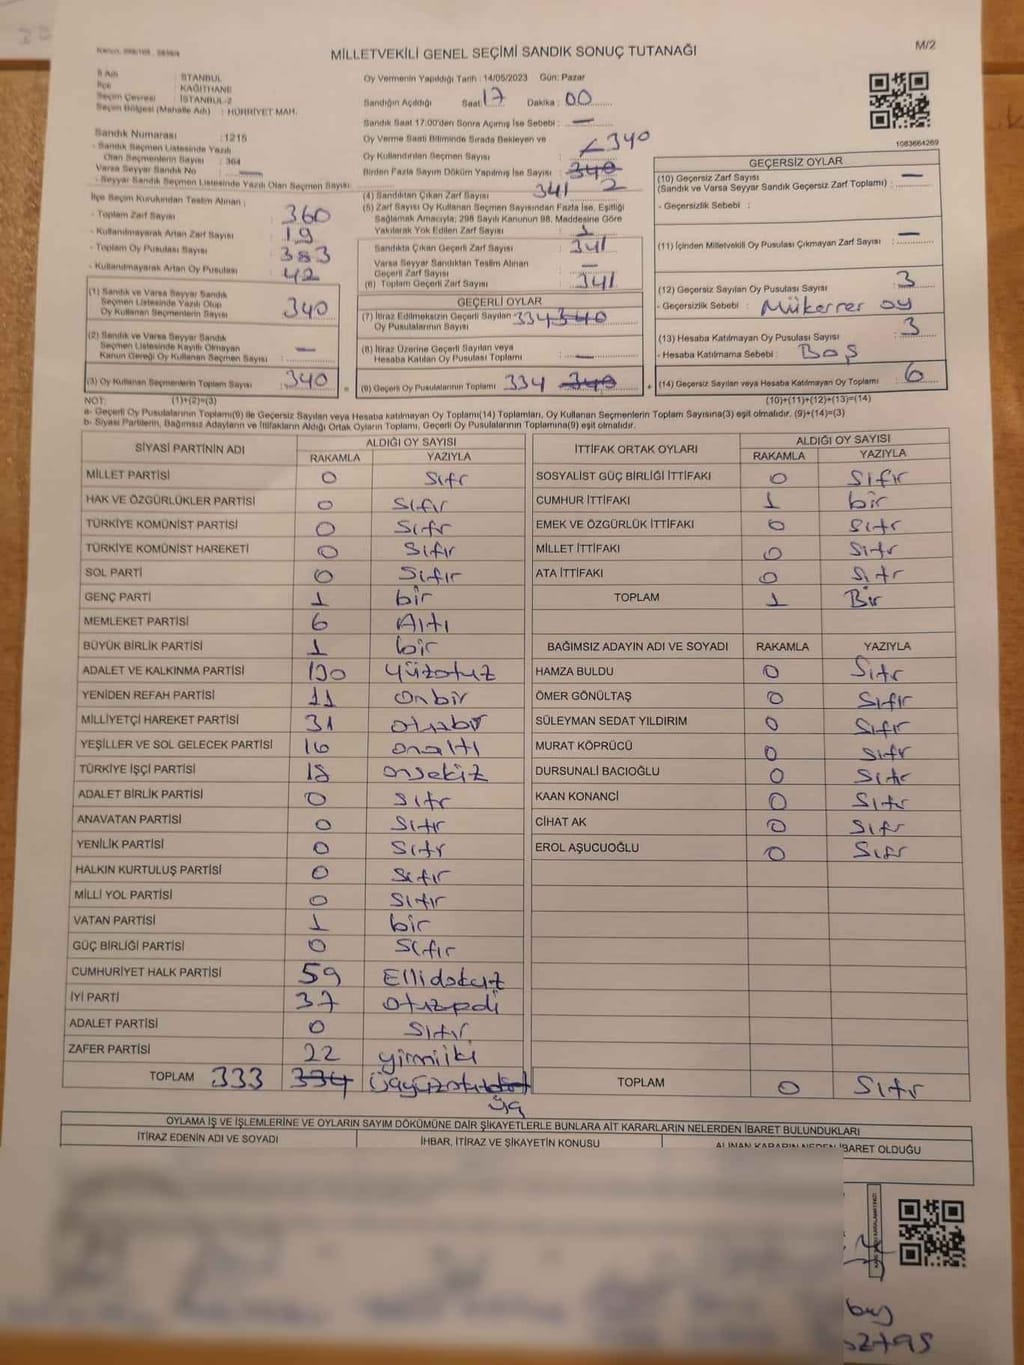 M/2
MİLLETVEKİLİ GENEL SEÇİMİ SANDIK SONUÇ TUTANAĞI
İl Adı : İSTANBUL
İlçe : KAĞITHANE
Seçim Çevresi : İSTANBUL-2
Seçim Bölgesi (Mahalle Adı) : HÜRRİYET MAH.
Sandık Numarası :1215
- Sandık Seçmen Listesinde Yazılı
Olan Seçmenlerin Sayısı : 364
Varsa Seyyar Sandık No —
- Seyyar Sandık Seçmen Listesinde Yazılı Olan Seçmen Sayısı
İlçe Seçim Kurulundan Teslim Alınan ;
- Toplam Zarf Sayısı 360
- Kullanılmayarak Artan Zarf Sayısı 19
- Toplam Oy Pusulası Sayısı 383
- Kullanılmayarak Artan Oy Pusulası 42
(1) Sandık ve Varsa Seyyar Sandık
Seçmen Listesinde Yazılı Olup
Oy Kullanan Seçmenlerin Sayısı 340
(2) Sandık ve Varsa Seyyar Sandık
Seçmen Listesinde Kayıtlı Olmayan
Kanun Gereği Oy Kullanan Seçmen Sayısı —
(3) Oy Kullanan Seçmenlerin Toplam Sayısı 340
Oy Vermenin Yapıldığı Tarih : 14/05/2023 Gün: Pazar
Sandığın Açıldığı Saat 17 Dakika : 00
Sandık Saat 17.00'den Sonra Açılmış İse Sebebi : —
Oy Verme Saati Bitiminde Sırada Bekleyen ve
Oy Kullandırılan Seçmen Sayısı 340
Birden Fazla Sayım Döküm Yapılmış İse Sayısı 340 2
(4) Sandıktan Çıkan Zarf Sayısı 341
(5) Zarf Sayısı Oy Kullanan Seçmen Sayısından Fazla İse, Eşitliği
Sağlamak Amacıyla; 298 Sayılı Kanunun 98. Maddesine Göre
Yakılarak Yok Edilen Zarf Sayısı 1
Sandıkta Çıkan Geçerli Zarf Sayısı 341
Varsa Seyyar Sandıktan Teslim Alınan
Geçerli Zarf Sayısı —
(6) Toplam Geçerli Zarf Sayısı 341
GEÇERLİ OYLAR
(7) İtiraz Edilmeksizin Geçerli Sayılan 334 340
Oy Pusulalarının Sayısı
(8) İtiraz Üzerine Geçerli Sayılan veya
Hesaba Katılan Oy Pusulası Toplamı —
(9) Geçerli Oy Pusulalarının Toplamı 334 340
1083664269
GEÇERSİZ OYLAR
(10) Geçersiz Zarf Sayısı —
(Sandık ve Varsa Seyyar Sandık Geçersiz Zarf Toplamı) :
- Geçersizlik Sebebi :
(11) İçinden Milletvekili Oy Pusulası Çıkmayan Zarf Sayısı —
(12) Geçersiz Sayılan Oy Pusulası Sayısı 3
- Geçersizlik Sebebi : Mükerrer oy
(13) Hesaba Katılmayan Oy Pusulası Sayısı 3
- Hesaba Katılmama Sebebi : Boş
(14) Geçersiz Sayılan veya Hesaba Katılmayan Oy Toplamı 6
NOT: (1)+(2)=(3) (10)+(11)+(12)+(13)=(14)
a- Geçerli Oy Pusulalarının Toplamı(9) ile Geçersiz Sayılan veya Hesaba katılmayan Oy Toplamı(14) Toplamları, Oy Kullanan Seçmenlerin Toplam Sayısına(3) eşit olmalıdır. (9)+(14)=(3)
b- Siyasi Partilerin, Bağımsız Adayların ve İttifakların Aldığı Ortak Oyların Toplamı, Geçerli Oy Pusulalarının Toplamına(9) eşit olmalıdır.
SİYASİ PARTİNİN ADI ALDIĞI OY SAYISI
RAKAMLA YAZIYLA
MİLLET PARTİSİ 0 Sıfır
HAK VE ÖZGÜRLÜKLER PARTİSİ 0 Sıfır
TÜRKİYE KOMÜNİST PARTİSİ 0 Sıfır
TÜRKİYE KOMÜNİST HAREKETİ 0 Sıfır
SOL PARTİ 0 Sıfır
GENÇ PARTİ 1 bir
MEMLEKET PARTİSİ 6 Altı
BÜYÜK BİRLİK PARTİSİ 1 bir
ADALET VE KALKINMA PARTİSİ 130 yüzotuz
YENİDEN REFAH PARTİSİ 11 onbir
MİLLİYETÇİ HAREKET PARTİSİ 31 otuzbir
YEŞİLLER VE SOL GELECEK PARTİSİ 16 onaltı
TÜRKİYE İŞÇİ PARTİSİ 18 onsekiz
ADALET BİRLİK PARTİSİ 0 Sıfır
ANAVATAN PARTİSİ 0 Sıfır
YENİLİK PARTİSİ 0 Sıfır
HALKIN KURTULUŞ PARTİSİ 0 Sıfır
MİLLİ YOL PARTİSİ 0 Sıfır
VATAN PARTİSİ 1 bir
GÜÇ BİRLİĞİ PARTİSİ 0 Sıfır
CUMHURİYET HALK PARTİSİ 59 Ellidokuz
İYİ PARTİ 37 otuzyedi
ADALET PARTİSİ 0 Sıfır
ZAFER PARTİSİ 22 yirmiiki
TOPLAM 333 334 üçyüzotuzdört
üç
İTTİFAK ORTAK OYLARI ALDIĞI OY SAYISI
RAKAMLA YAZIYLA
SOSYALİST GÜÇ BİRLİĞİ İTTİFAKI 0 Sıfır
CUMHUR İTTİFAKI 1 bir
EMEK VE ÖZGÜRLÜK İTTİFAKI 0 Sıfır
MİLLET İTTİFAKI 0 Sıfır
ATA İTTİFAKI 0 Sıfır
TOPLAM 1 Bir
BAĞIMSIZ ADAYIN ADI VE SOYADI RAKAMLA YAZIYLA
HAMZA BULDU 0 Sıfır
ÖMER GÖNÜLTAŞ 0 Sıfır
SÜLEYMAN SEDAT YILDIRIM 0 Sıfır
MURAT KÖPRÜCÜ 0 Sıfır
DURSUNALİ BACIOĞLU 0 Sıfır
KAAN KONANCİ 0 Sıfır
CİHAT AK 0 Sıfır
EROL AŞUCUOĞLU 0 Sıfır
TOPLAM 0 Sıfır
OYLAMA İŞ VE İŞLEMLERİNE VE OYLARIN SAYIM DÖKÜMÜNE DAİR ŞİKAYETLERLE BUNLARA AİT KARARLARIN NELERDEN İBARET BULUNDUKLARI
İTİRAZ EDENİN ADI VE SOYADI İHBAR, İTİRAZ VE ŞİKAYETİN KONUSU ALINAN KARARIN NEDEN İBARET OLDUĞU